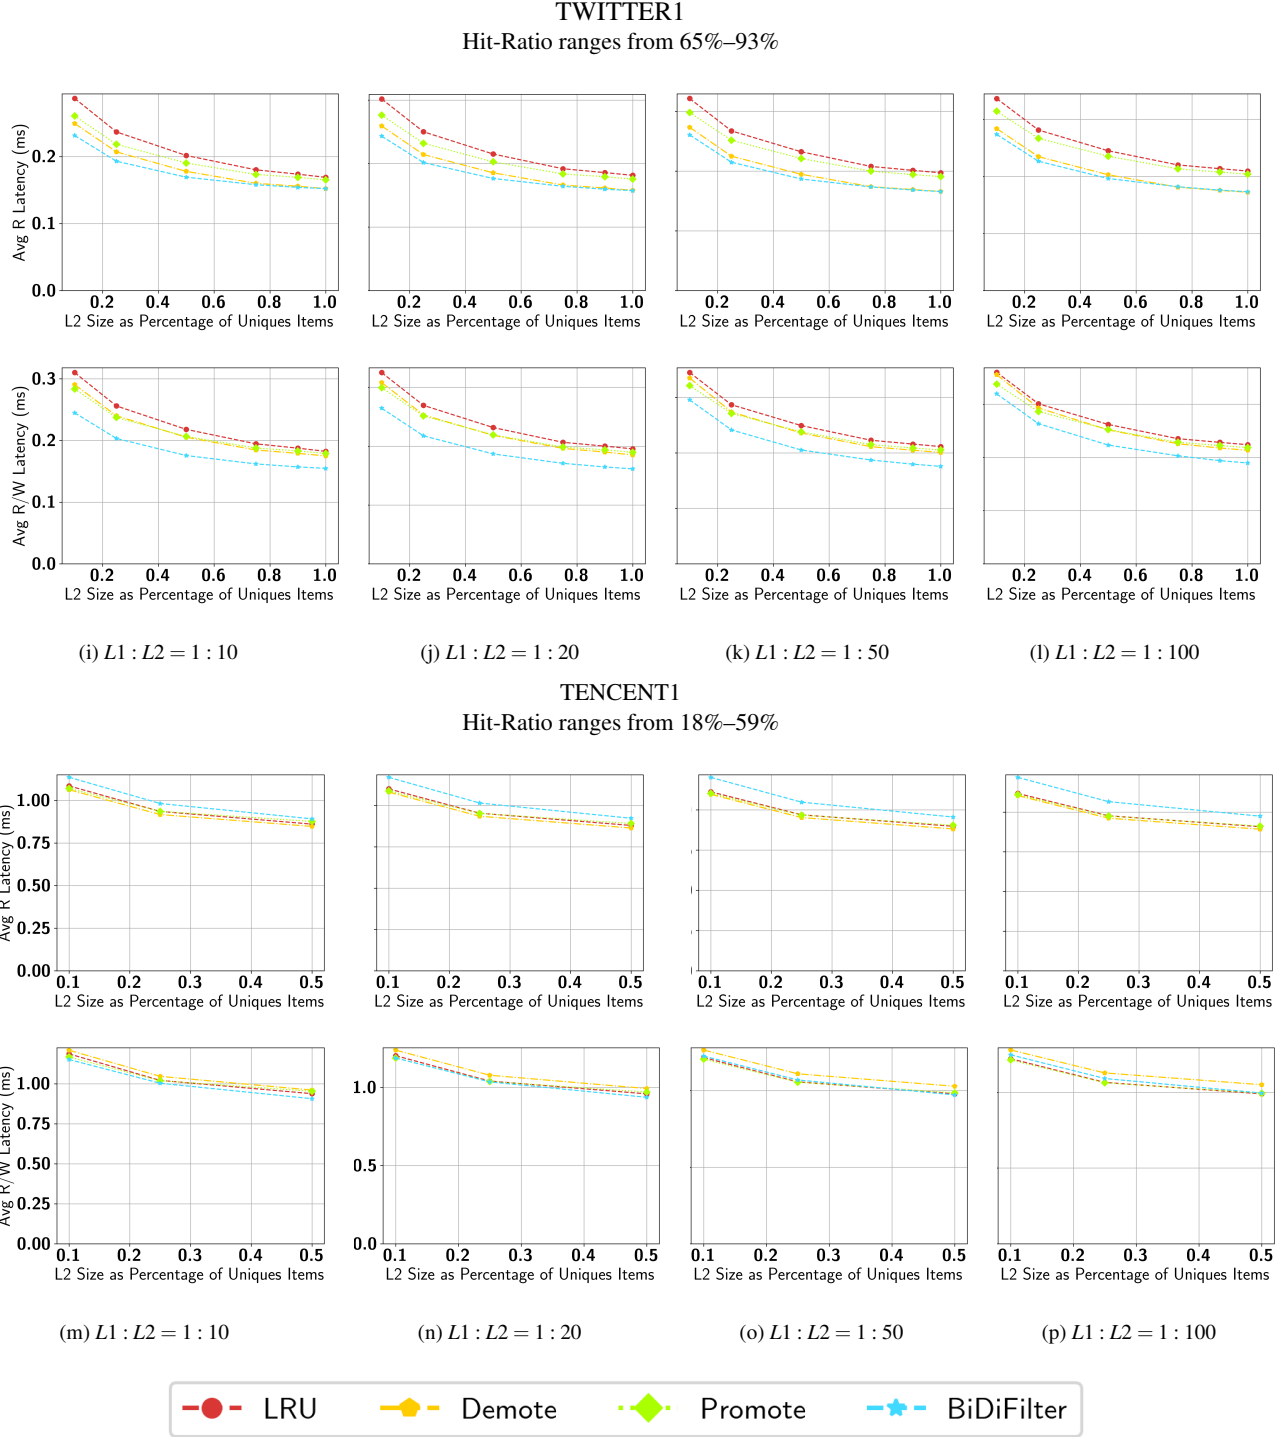 TWITTER1
Hit-Ratio ranges from 65%–93%
Avg R Latency (ms)
0.2
0.1
0.0
0.2 0.4 0.6 0.8 1.0
L2 Size as Percentage of Uniques Items
0.2 0.4 0.6 0.8 1.0
L2 Size as Percentage of Uniques Items
0.2 0.4 0.6 0.8 1.0
L2 Size as Percentage of Uniques Items
0.2 0.4 0.6 0.8 1.0
L2 Size as Percentage of Uniques Items
Avg R/W Latency (ms)
0.3
0.2
0.1
0.0
0.2 0.4 0.6 0.8 1.0
L2 Size as Percentage of Uniques Items
0.2 0.4 0.6 0.8 1.0
L2 Size as Percentage of Uniques Items
0.2 0.4 0.6 0.8 1.0
L2 Size as Percentage of Uniques Items
0.2 0.4 0.6 0.8 1.0
L2 Size as Percentage of Uniques Items
(i) L1 : L2 = 1 : 10
(j) L1 : L2 = 1 : 20
(k) L1 : L2 = 1 : 50
(l) L1 : L2 = 1 : 100
TENCENT1
Hit-Ratio ranges from 18%–59%
Avg R Latency (ms)
1.00
0.75
0.50
0.25
0.00
0.1 0.2 0.3 0.4 0.5
L2 Size as Percentage of Uniques Items
0.1 0.2 0.3 0.4 0.5
L2 Size as Percentage of Uniques Items
0.1 0.2 0.3 0.4 0.5
L2 Size as Percentage of Uniques Items
0.1 0.2 0.3 0.4 0.5
L2 Size as Percentage of Uniques Items
Avg R/W Latency (ms)
1.00
0.75
0.50
0.25
0.00
0.1 0.2 0.3 0.4 0.5
L2 Size as Percentage of Uniques Items
1.0
0.5
0.0
0.1 0.2 0.3 0.4 0.5
L2 Size as Percentage of Uniques Items
0.1 0.2 0.3 0.4 0.5
L2 Size as Percentage of Uniques Items
0.1 0.2 0.3 0.4 0.5
L2 Size as Percentage of Uniques Items
(m) L1 : L2 = 1 : 10
(n) L1 : L2 = 1 : 20
(o) L1 : L2 = 1 : 50
(p) L1 : L2 = 1 : 100
LRU Demote Promote BiDiFilter